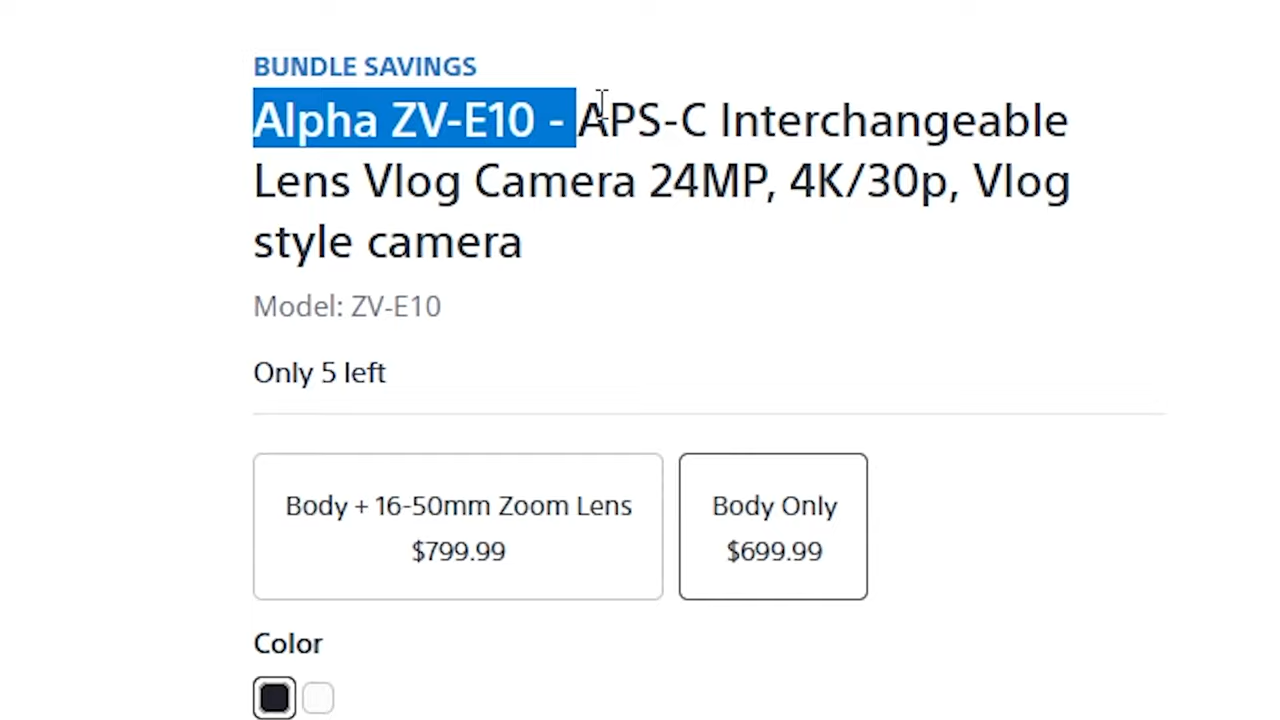 BUNDLE SAVINGS
Alpha ZV-E10 - APS-C Interchangeable
Lens Vlog Camera 24MP, 4K/30p, Vlog
style camera
Model: ZV-E10
Only 5 left
Body + 16-50mm Zoom Lens
$799.99
Body Only
$699.99
Color